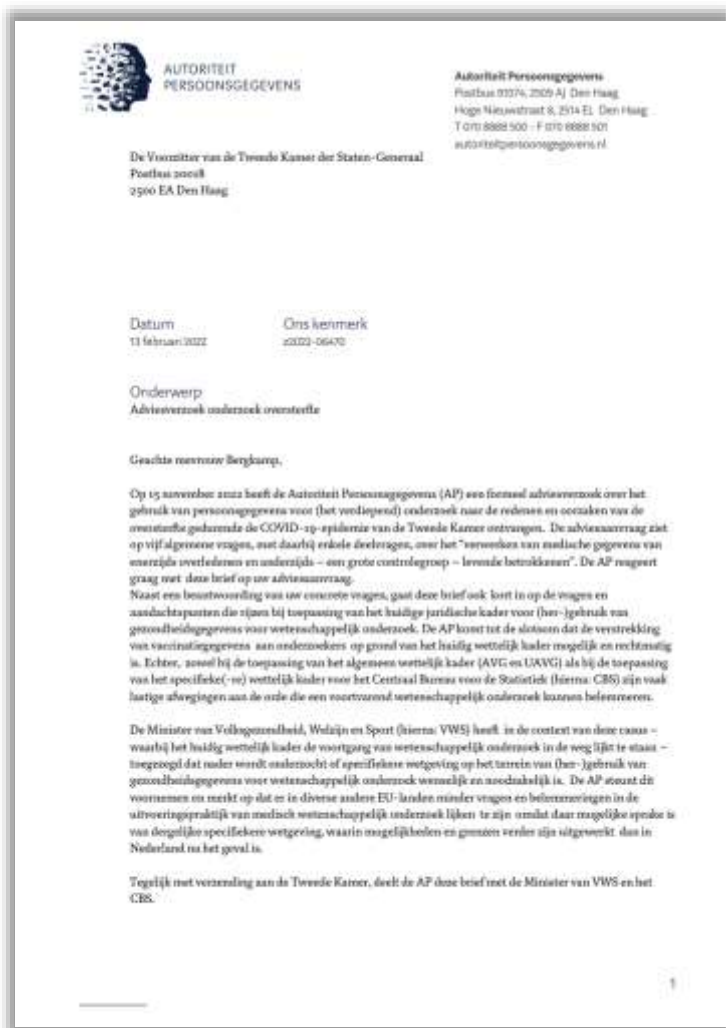 AUTORITEIT
PERSOONSGEGEVENS
Autoriteit Persoonsgegevens
Postbus 93374, 2509 AJ Den Haag
Hoge Nieuwstraat 8, 2514 EL Den Haag
T 070 8888 500 - F 070 8888 501
autoriteitpersoonsgegevens.nl
De Voorzitter van de Tweede Kamer der Staten-Generaal
Postbus 20018
2500 EA Den Haag
Datum
13 februari 2022
Ons kenmerk
z2022-06470
Onderwerp
Adviesverzoek onderzoek oversterfte
Geachte mevrouw Bergkamp,
Op 15 november 2022 heeft de Autoriteit Persoonsgegevens (AP) een formeel adviesverzoek over het
gebruik van persoonsgegevens voor (het verdiepend) onderzoek naar de redenen en oorzaken van de
oversterfte gedurende de COVID-19-epidemie van de Tweede Kamer ontvangen. De adviesaanvraag ziet
op vijf algemene vragen, met daarbij enkele deelvragen, over het “verwerken van medische gegevens van
enerzijds overledenen en anderzijds – een grote controlegroep – levende betrokkenen”. De AP reageert
graag met deze brief op uw adviesaanvraag.
Naast een beantwoording van uw concrete vragen, gaat deze brief ook kort in op de vragen en
aandachtspunten die rijzen bij toepassing van het huidige juridische kader voor (her-)gebruik van
gezondheidsgegevens voor wetenschappelijk onderzoek. De AP komt tot de slotsom dat de verstrekking
van vaccinatiegegevens aan onderzoekers op grond van het huidig wettelijk kader mogelijk en rechtmatig
is. Echter, zowel bij de toepassing van het algemeen wettelijk kader (AVG en UAVG) als bij de toepassing
van het specifieke(-re) wettelijk kader voor het Centraal Bureau voor de Statistiek (hierna: CBS) zijn vaak
lastige afwegingen aan de orde die een voortvarend wetenschappelijk onderzoek kunnen belemmeren.
De Minister van Volksgezondheid, Welzijn en Sport (hierna: VWS) heeft in de context van deze casus –
waarbij het huidig wettelijk kader de voortgang van wetenschappelijk onderzoek in de weg lijkt te staan –
toegezegd dat nader wordt onderzocht of specifiekere wetgeving op het terrein van (her-)gebruik van
gezondheidsgegevens voor wetenschappelijk onderzoek wenselijk en noodzakelijk is. De AP steunt dit
voornemen en merkt op dat er in diverse andere EU-landen minder vragen en belemmeringen in de
uitvoeringspraktijk van medisch wetenschappelijk onderzoek lijken te zijn omdat daar mogelijke sprake is
van dergelijke specifiekere wetgeving, waarin mogelijkheden en grenzen verder zijn uitgewerkt dan in
Nederland nu het geval is.
Tegelijk met verzending aan de Tweede Kamer, deelt de AP deze brief met de Minister van VWS en het
CBS.
1